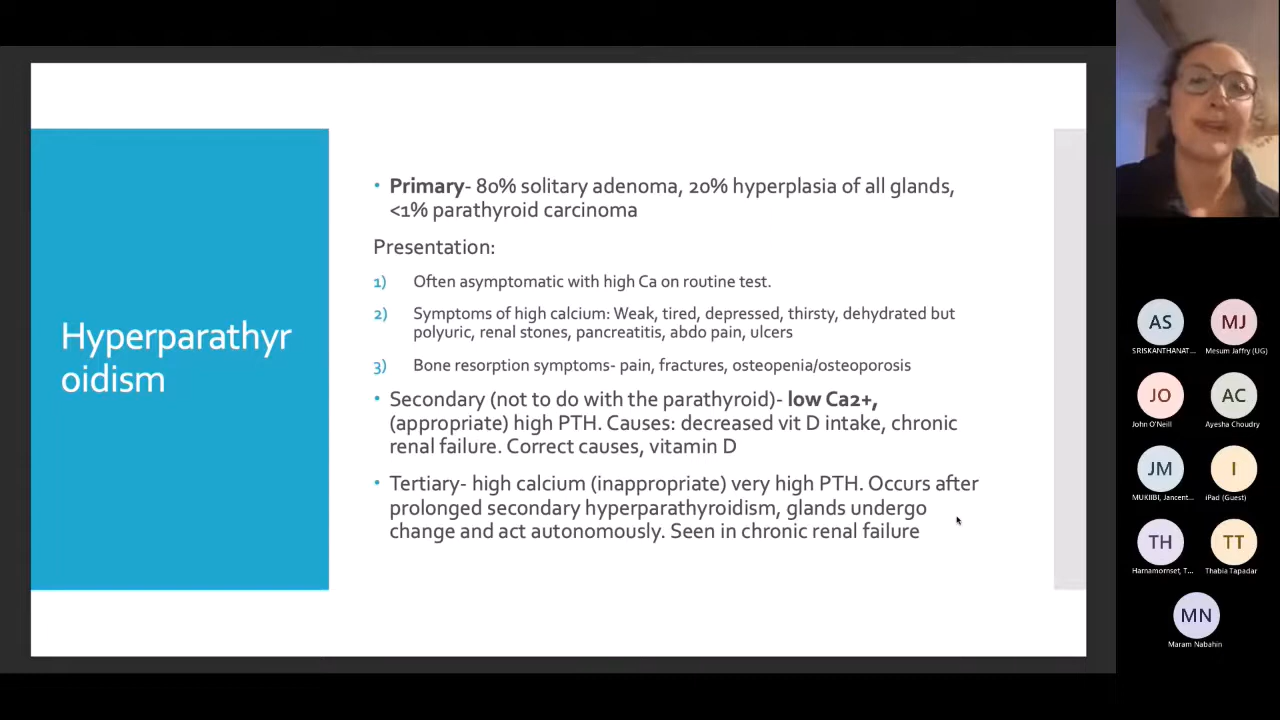 Hyperparathyr
oidism
• Primary- 80% solitary adenoma, 20% hyperplasia of all glands,
<1% parathyroid carcinoma
Presentation:
1) Often asymptomatic with high Ca on routine test.
2) Symptoms of high calcium: Weak, tired, depressed, thirsty, dehydrated but
polyuric, renal stones, pancreatitis, abdo pain, ulcers
3) Bone resorption symptoms- pain, fractures, osteopenia/osteoporosis
• Secondary (not to do with the parathyroid)- low Ca2+,
(appropriate) high PTH. Causes: decreased vit D intake, chronic
renal failure. Correct causes, vitamin D
• Tertiary- high calcium (inappropriate) very high PTH. Occurs after
prolonged secondary hyperparathyroidism, glands undergo
change and act autonomously. Seen in chronic renal failure
AS
SRISKANTHANAT...
MJ
Mesum Jaffry (UG)
JO
John O'Neill
AC
Ayesha Choudry
JM
MUKIIBI, Jancent...
I
iPad (Guest)
TH
Harnamornset, T...
TT
Thabia Tapadar
MN
Maram Nabahin